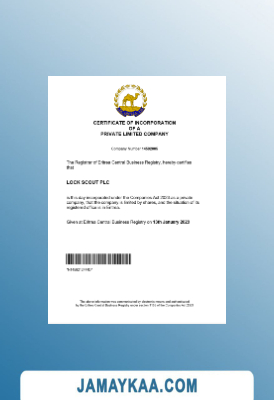 CERTIFICATE OF INCORPORATION
OF A
PRIVATE LIMITED COMPANY
Company Number
The Registrar of Eritrea Central Business Registry, hereby certifies
that
LOCK SCOUT PLC
is this day incorporated under the Companies Act 2023 as a private
company, that the company is limited by shares, and the situation of its
registered office is in Eritrea.
Given at Eritrea Central Business Registry on 13th January 2023
JAMAYKAA.COM